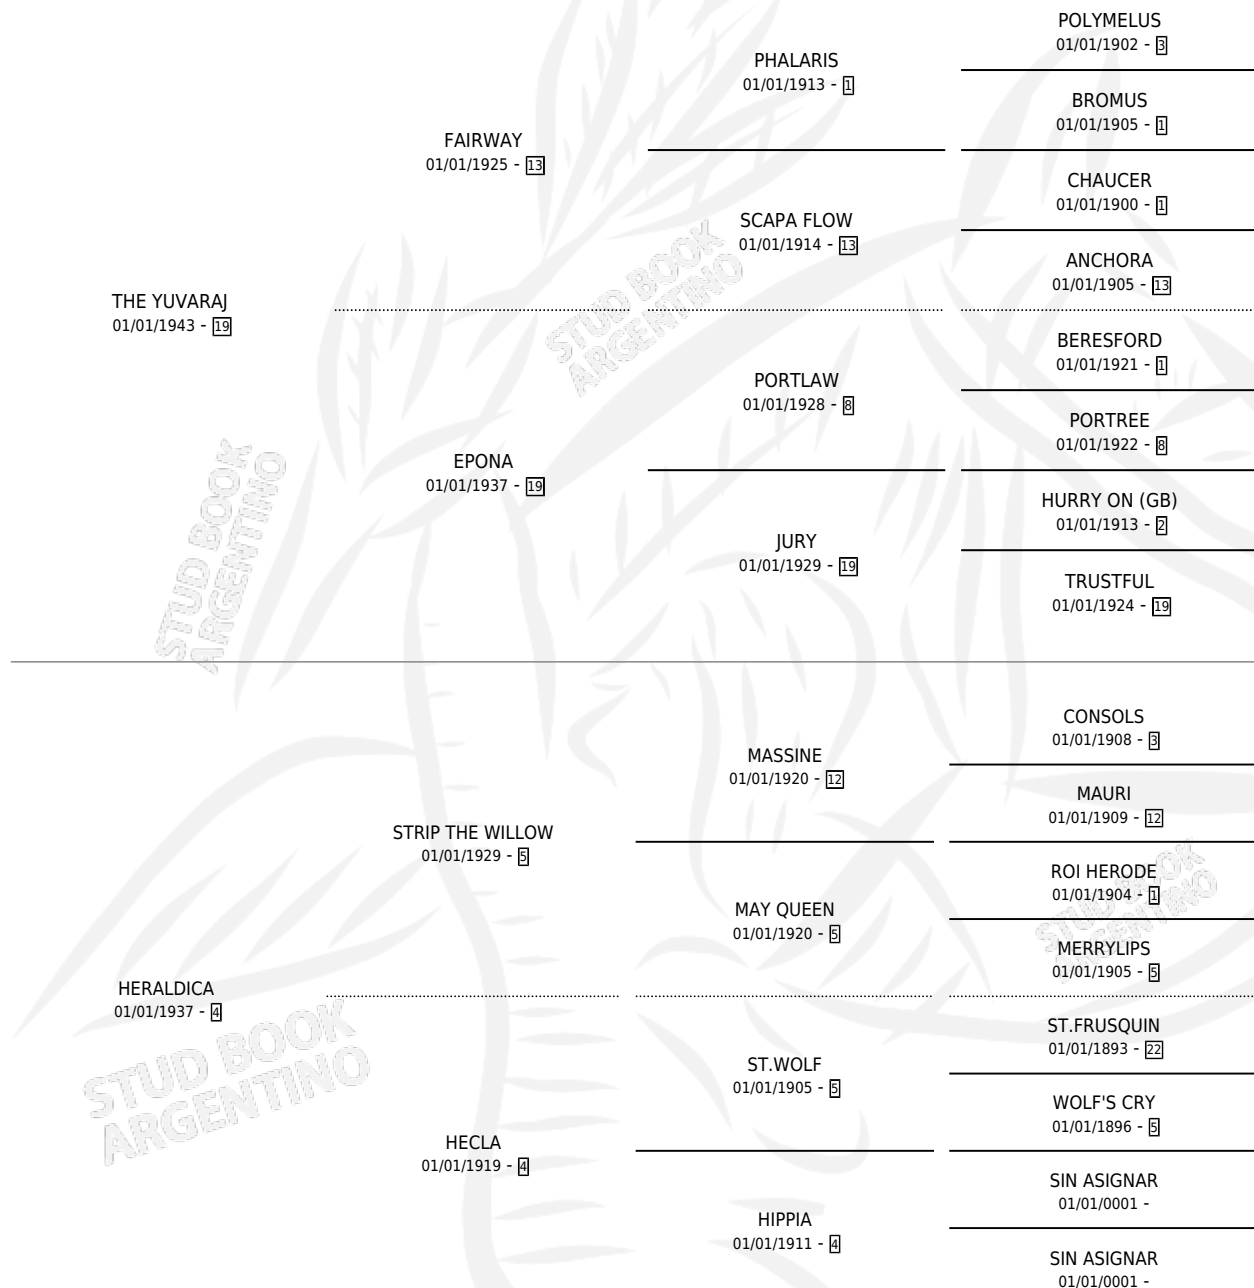 POLYMELUS
01/01/1902 - 3
PHALARIS
01/01/1913 - 1
BROMUS
01/01/1905 - 1
FAIRWAY
01/01/1925 - 13
CHAUCER
01/01/1900 - 1
SCAPA FLOW
01/01/1914 - 13
ANCHORA
01/01/1905 - 13
THE YUVARAJ
01/01/1943 - 19
BERESFORD
01/01/1921 - 1
PORTLAW
01/01/1928 - 8
PORTREE
01/01/1922 - 8
EPONA
01/01/1937 - 19
HURRY ON (GB)
01/01/1913 - 2
JURY
01/01/1929 - 19
TRUSTFUL
01/01/1924 - 19
CONSOLS
01/01/1908 - 3
MASSINE
01/01/1920 - 12
MAURI
01/01/1909 - 12
STRIP THE WILLOW
01/01/1929 - 5
ROI HERODE
01/01/1904 - 1
MAY QUEEN
01/01/1920 - 5
MERRYLIPS
01/01/1905 - 5
HERALDICA
01/01/1937 - 4
ST.FRUSQUIN
01/01/1893 - 22
ST.WOLF
01/01/1905 - 5
WOLF'S CRY
01/01/1896 - 5
HECLA
01/01/1919 - 4
SIN ASIGNAR
01/01/0001 -
HIPPIA
01/01/1911 - 4
SIN ASIGNAR
01/01/0001 -
STUD BOOK
ARGENTINO
STUD BOOK
ARGENTINO
STUD BOOK
ARGENTINO
STUD BOOK
ARGENTINO